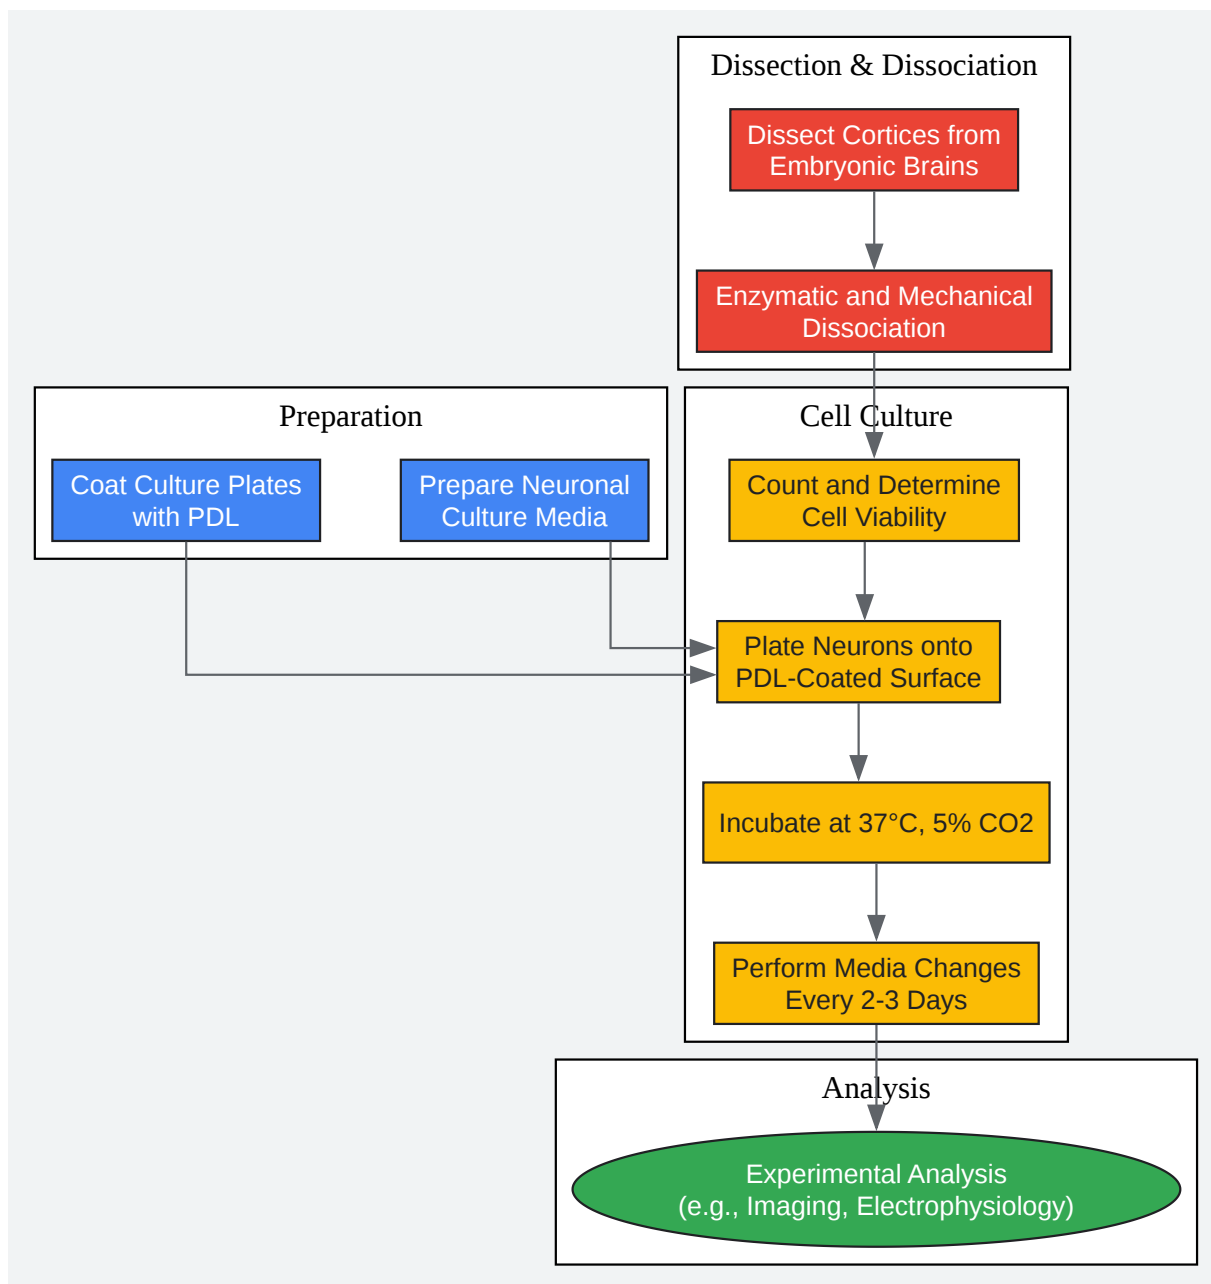 Dissection & Dissociation
Dissect Cortices from
Embryonic Brains
Enzymatic and Mechanical
Dissociation
Preparation
Coat Culture Plates
with PDL
Prepare Neuronal
Culture Media
Cell Culture
Count and Determine
Cell Viability
Plate Neurons onto
PDL-Coated Surface
Incubate at 37°C, 5% CO2
Perform Media Changes
Every 2-3 Days
Analysis
Experimental Analysis
(e.g., Imaging, Electrophysiology)